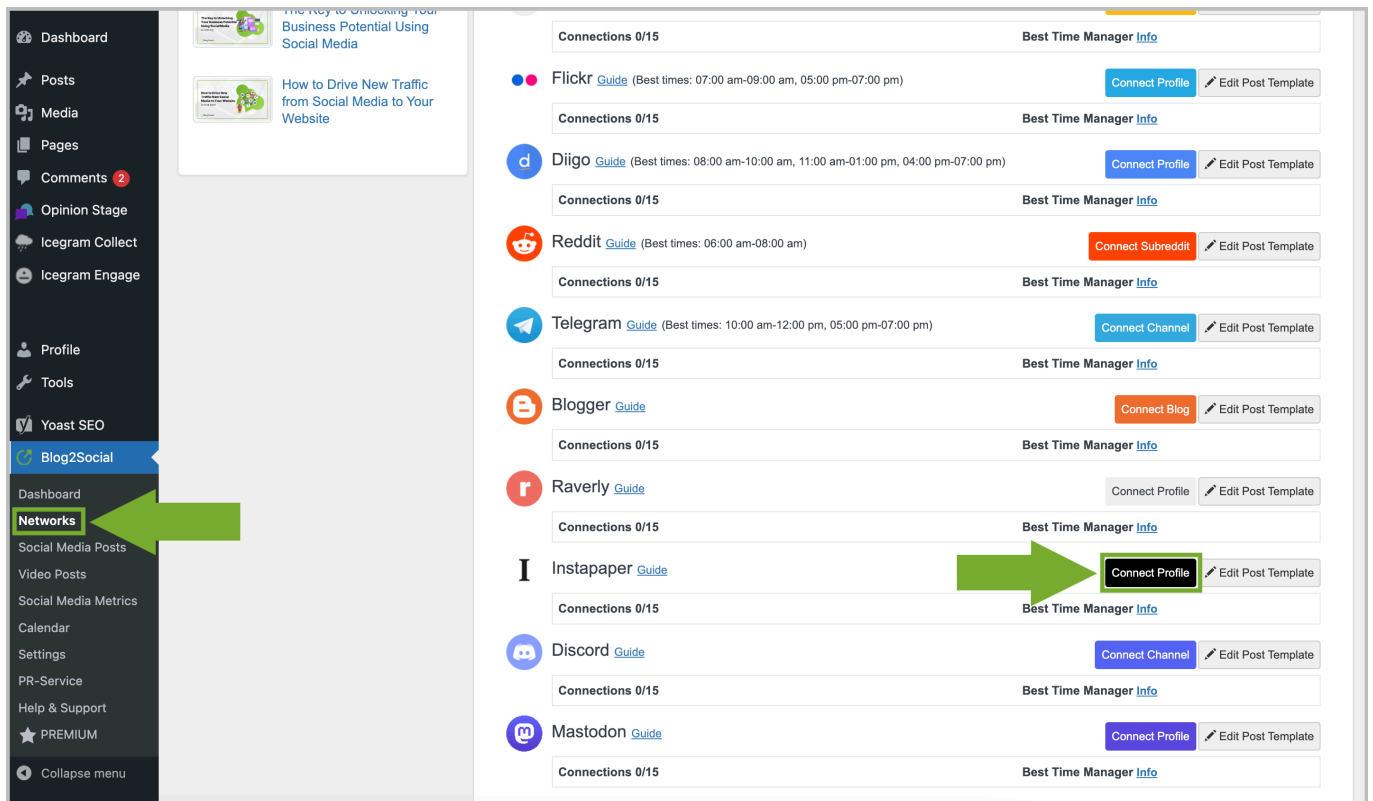 Dashboard
Posts
Media
Pages
Comments 2
Opinion Stage
Icegram Collect
Icegram Engage
Profile
Tools
Yoast SEO
Blog2Social
Dashboard
Networks
Social Media Posts
Video Posts
Social Media Metrics
Calendar
Settings
PR-Service
Help & Support
PREMIUM
Collapse menu
The Key to Unlocking Your
Business Potential Using
Social Media
How to Drive New Traffic
from Social Media to Your
Website
Connections 0/15 Best Time Manager Info
Flickr Guide (Best times: 07:00 am-09:00 am, 05:00 pm-07:00 pm) Connect Profile Edit Post Template
Connections 0/15 Best Time Manager Info
Diigo Guide (Best times: 08:00 am-10:00 am, 11:00 am-01:00 pm, 04:00 pm-07:00 pm) Connect Profile Edit Post Template
Connections 0/15 Best Time Manager Info
Reddit Guide (Best times: 06:00 am-08:00 am) Connect Subreddit Edit Post Template
Connections 0/15 Best Time Manager Info
Telegram Guide (Best times: 10:00 am-12:00 pm, 05:00 pm-07:00 pm) Connect Channel Edit Post Template
Connections 0/15 Best Time Manager Info
Blogger Guide Connect Blog Edit Post Template
Connections 0/15 Best Time Manager Info
Raverly Guide Connect Profile Edit Post Template
Connections 0/15 Best Time Manager Info
Instapaper Guide Connect Profile Edit Post Template
Connections 0/15 Best Time Manager Info
Discord Guide Connect Channel Edit Post Template
Connections 0/15 Best Time Manager Info
Mastodon Guide Connect Profile Edit Post Template
Connections 0/15 Best Time Manager Info